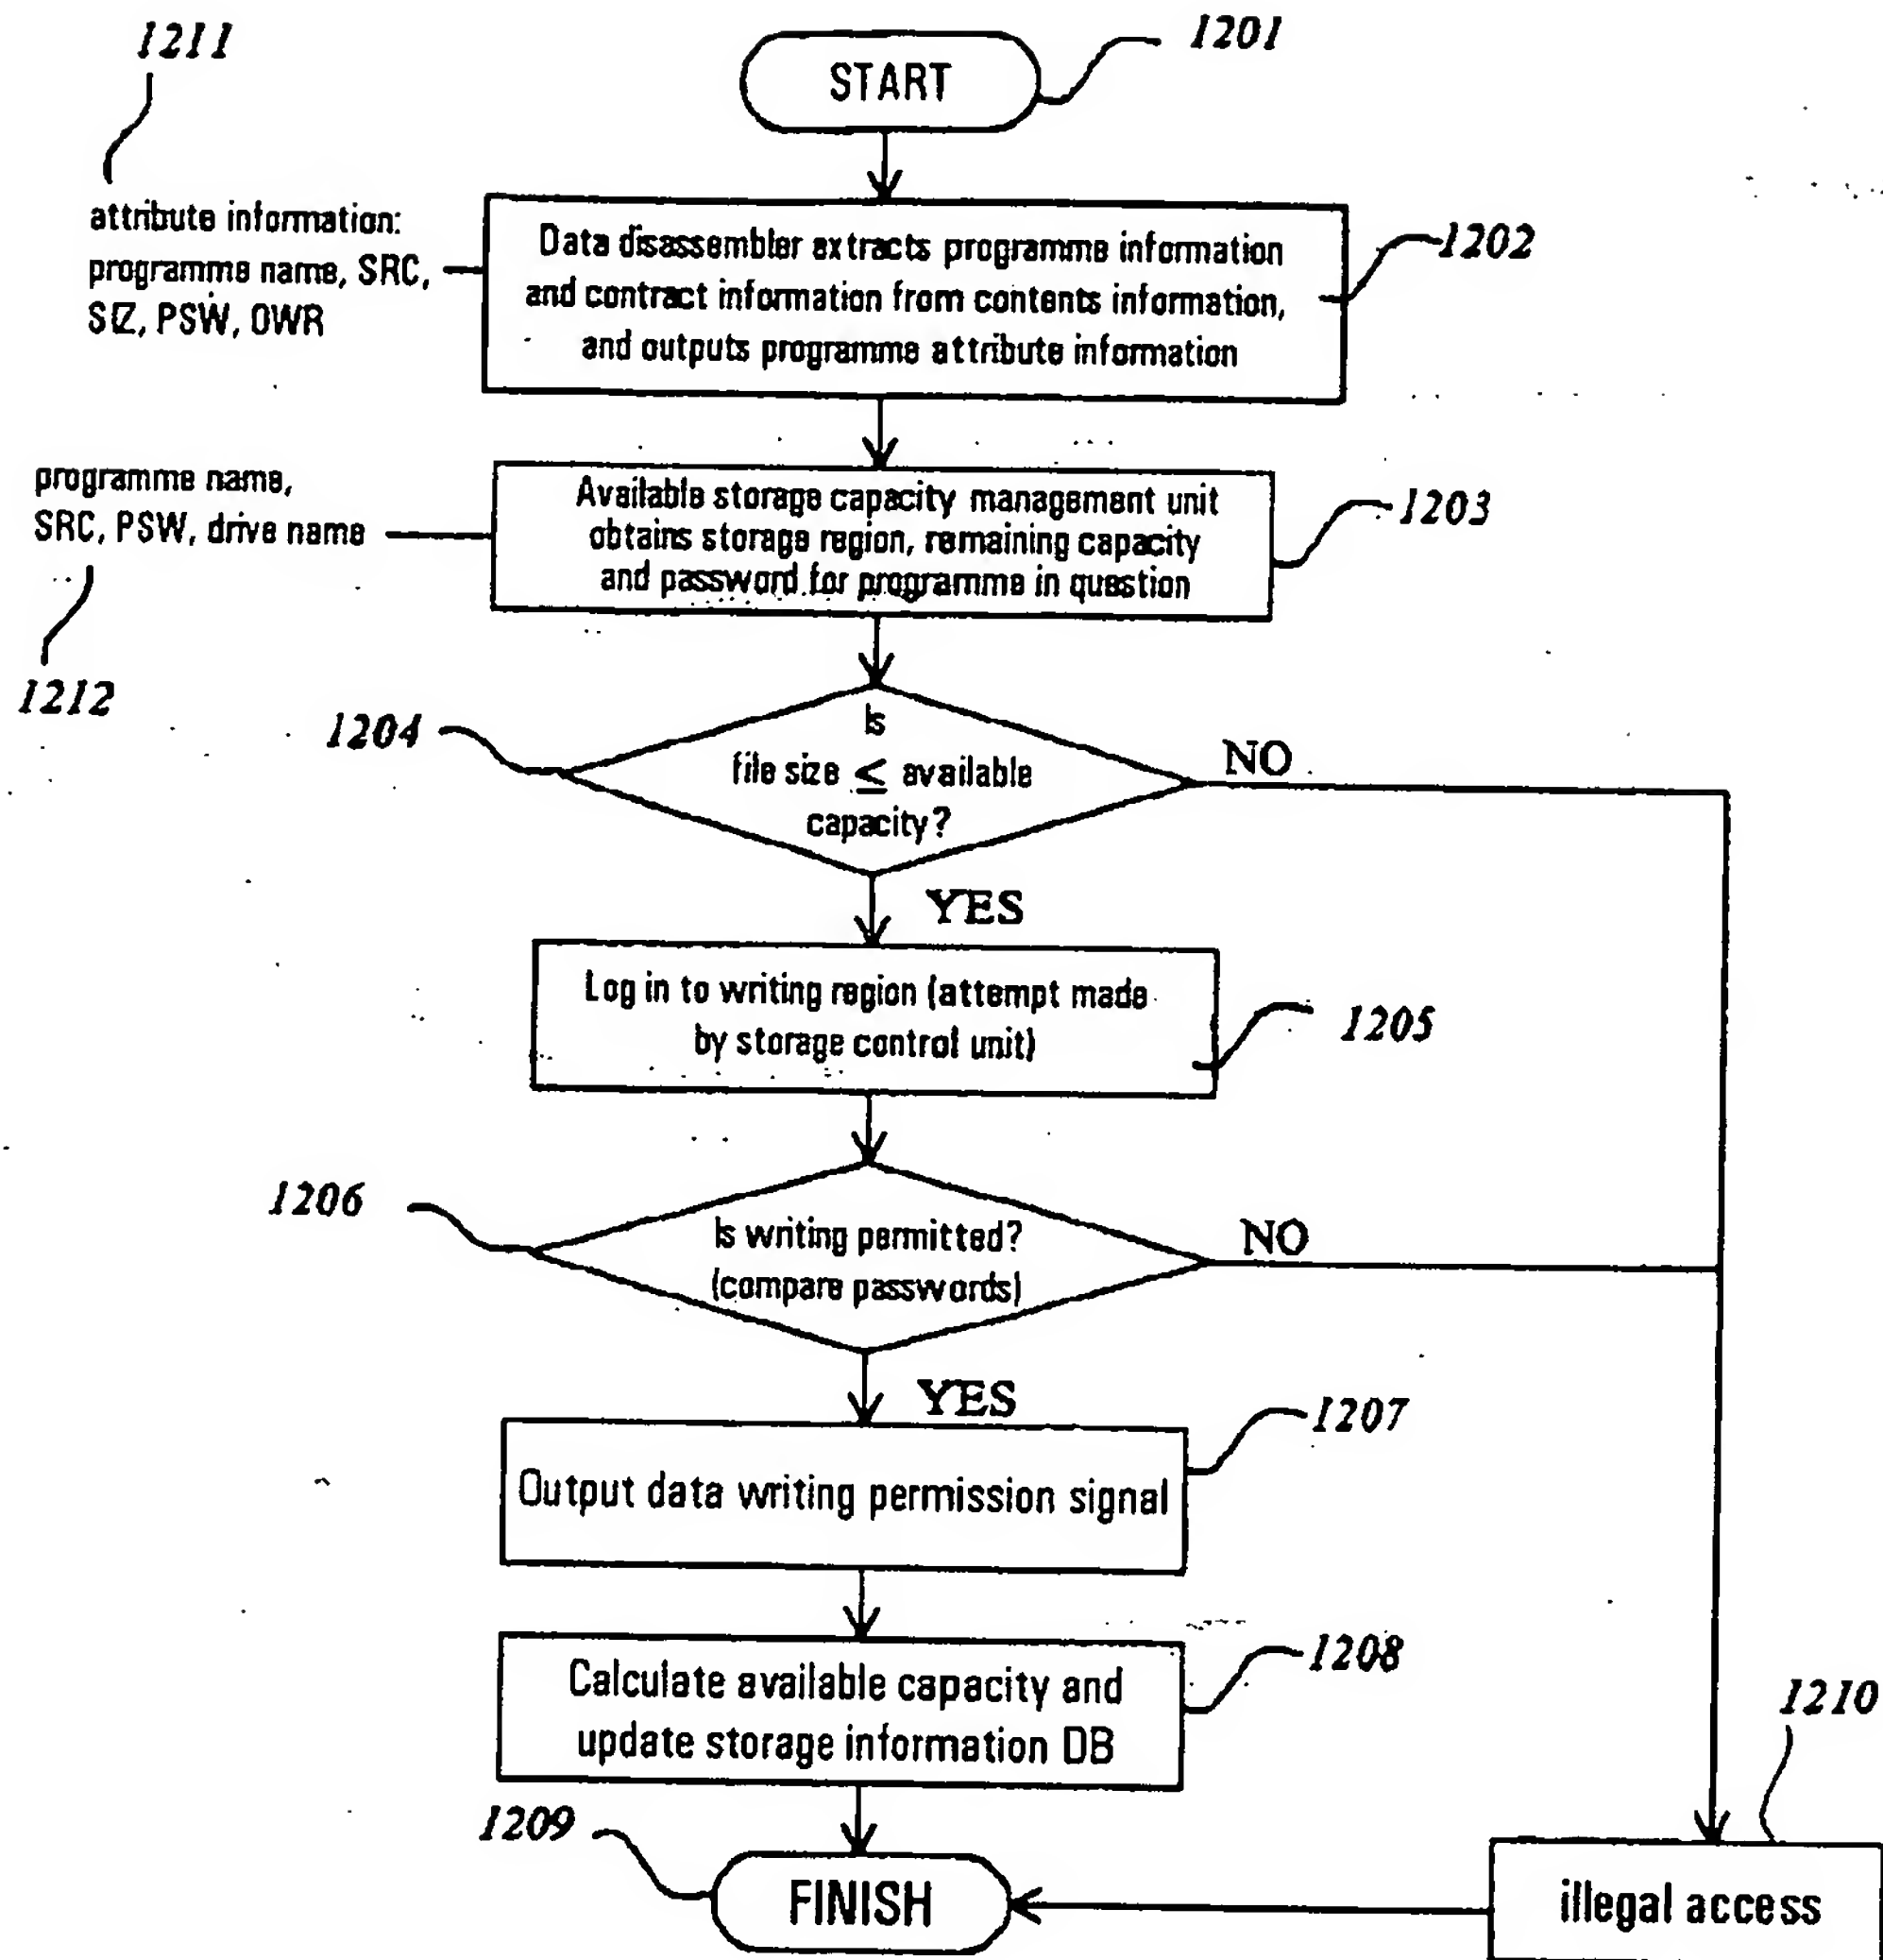 1211
1201
START
attribute information:
programme name, SRC,
SIZ, PSW, OWR
Data disassembler extracts programme information
and contract information from contents information,
and outputs programme attribute information
1202
programme name,
SRC, PSW, drive name
1212
Available storage capacity management unit
obtains storage region, remaining capacity
and password for programme in question
1203
1204
Is
file size ≤ available
capacity?
NO
YES
Log in to writing region (attempt made
by storage control unit)
1205
1206
Is writing permitted?
(compare passwords)
NO
YES
1207
Output data writing permission signal
1208
Calculate available capacity and
update storage information DB
1209
FINISH
1210
illegal access